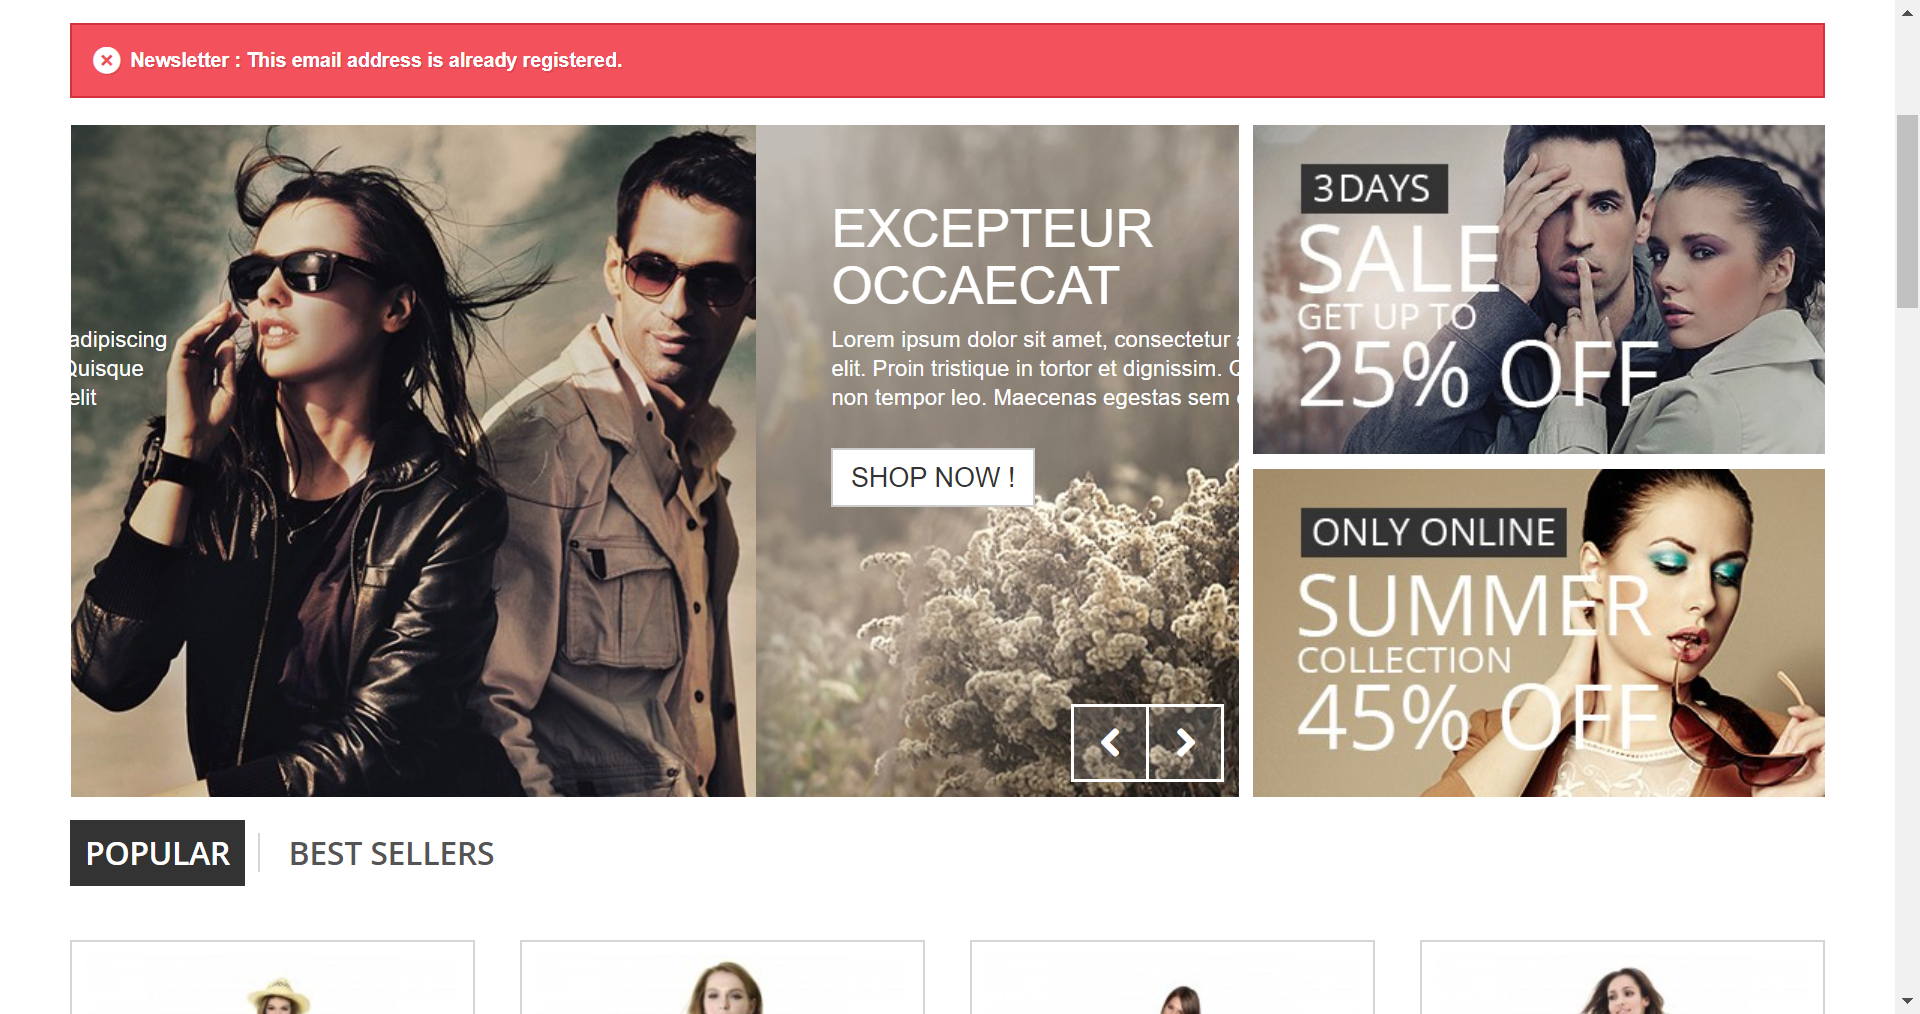 Newsletter : This email address is already registered.
adipiscing
Quisque
elit
EXCEPTEUR
OCCAECAT
Lorem ipsum dolor sit amet, consectetur
elit. Proin tristique in tortor et dignissim.
non tempor leo. Maecenas egestas sem
SHOP NOW !
3 DAYS
SALE
GET UP TO
25% OFF
ONLY ONLINE
SUMMER
COLLECTION
45% OFF
POPULAR
BEST SELLERS